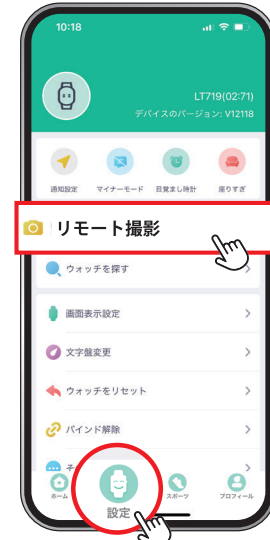 10:18
LT719(02:71)
デバイスのバージョン: V12118
通知設定 マイナーモード 目覚まし時計 座りすぎ
リモート撮影
ウォッチを探す
画面表示設定
文字盤変更
ウォッチをリセット
バインド解除
そ
ホーム 設定 スポーツ プロフィール